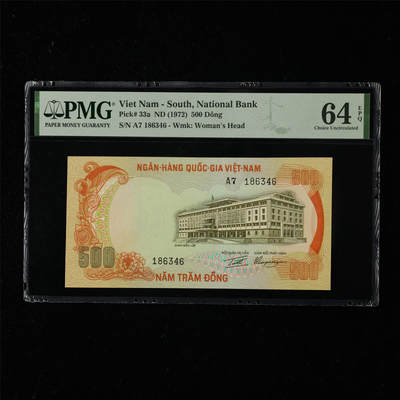 PMG
PAPER MONEY GUARANTY
Viet Nam - South, National Bank
Pick# 33a ND (1972) 500 Dông
S/N A7 186346 - Wmk: Woman's Head
64 EPQ
Choice Uncirculated
NGÂN-HÀNG QUỐC-GIA VIỆT-NAM
500
A7 186346
500
186346
500
NĂM TRĂM ĐỒNG